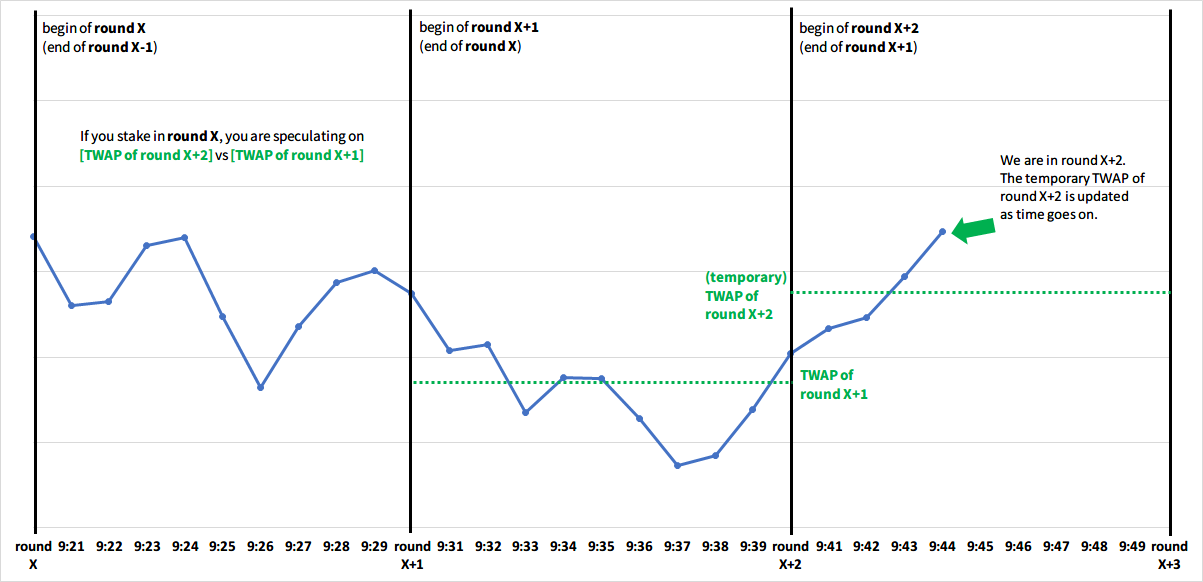 begin of round X
(end of round X-1)
begin of round X+1
(end of round X)
begin of round X+2
(end of round X+1)
If you stake in round X, you are speculating on
[TWAP of round X+2] vs [TWAP of round X+1]
We are in round X+2.
The temporary TWAP of
round X+2 is updated
as time goes on.
(temporary)
TWAP of
round X+2
TWAP of
round X+1
round 9:21 9:22 9:23 9:24 9:25 9:26 9:27 9:28 9:29 round 9:31 9:32 9:33 9:34 9:35 9:36 9:37 9:38 9:39 round 9:41 9:42 9:43 9:44 9:45 9:46 9:47 9:48 9:49 round
X X+1 X+2 X+3